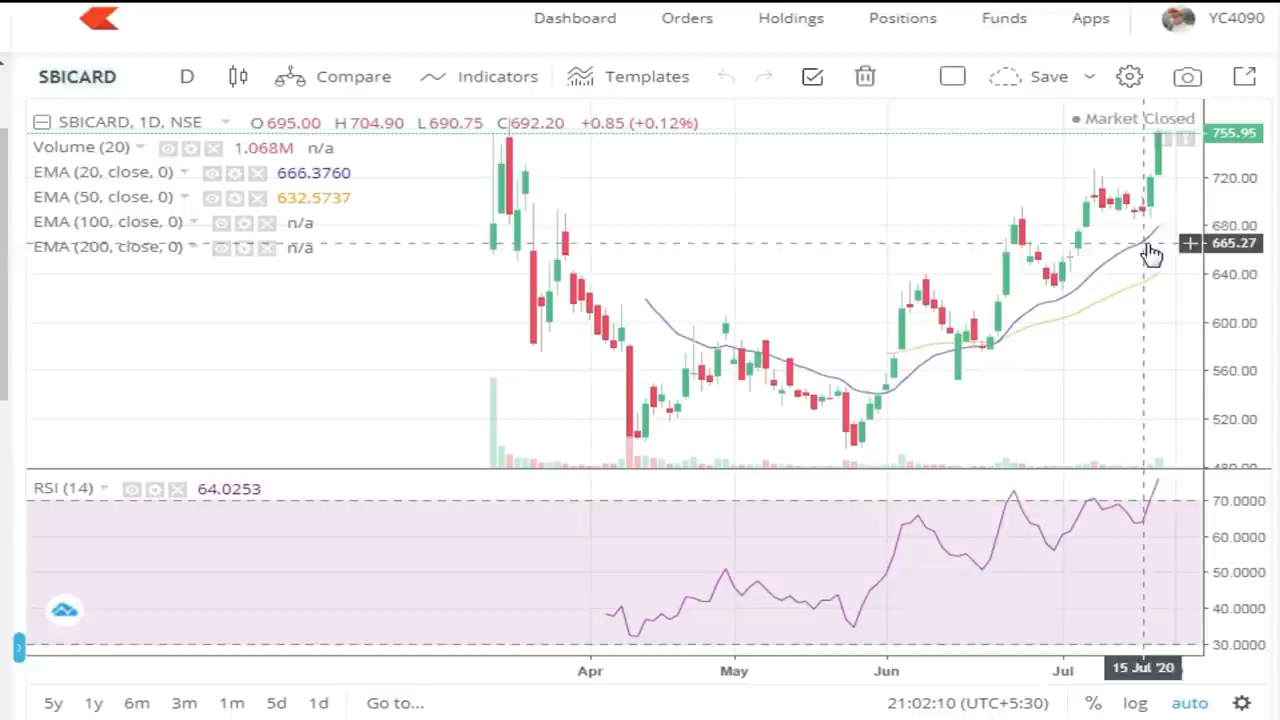 Dashboard Orders Holdings Positions Funds Apps YC4090
SBICARD D Compare Indicators Templates Save
SBICARD, 1D, NSE O695.00 H704.90 L690.75 C692.20 +0.85 (+0.12%) Market Closed
755.95
Volume (20) 1.068M n/a
EMA (20, close, 0) 666.3760
720.00
EMA (50, close, 0) 632.5737
EMA (100, close, 0) n/a
680.00
EMA (200, close, 0) n/a
665.27
640.00
600.00
560.00
520.00
480.00
RSI (14) 64.0253
70.0000
60.0000
50.0000
40.0000
30.0000
Apr May Jun Jul 15 Jul '20
5y 1y 6m 3m 1m 5d 1d Go to... 21:02:10 (UTC+5:30) % log auto